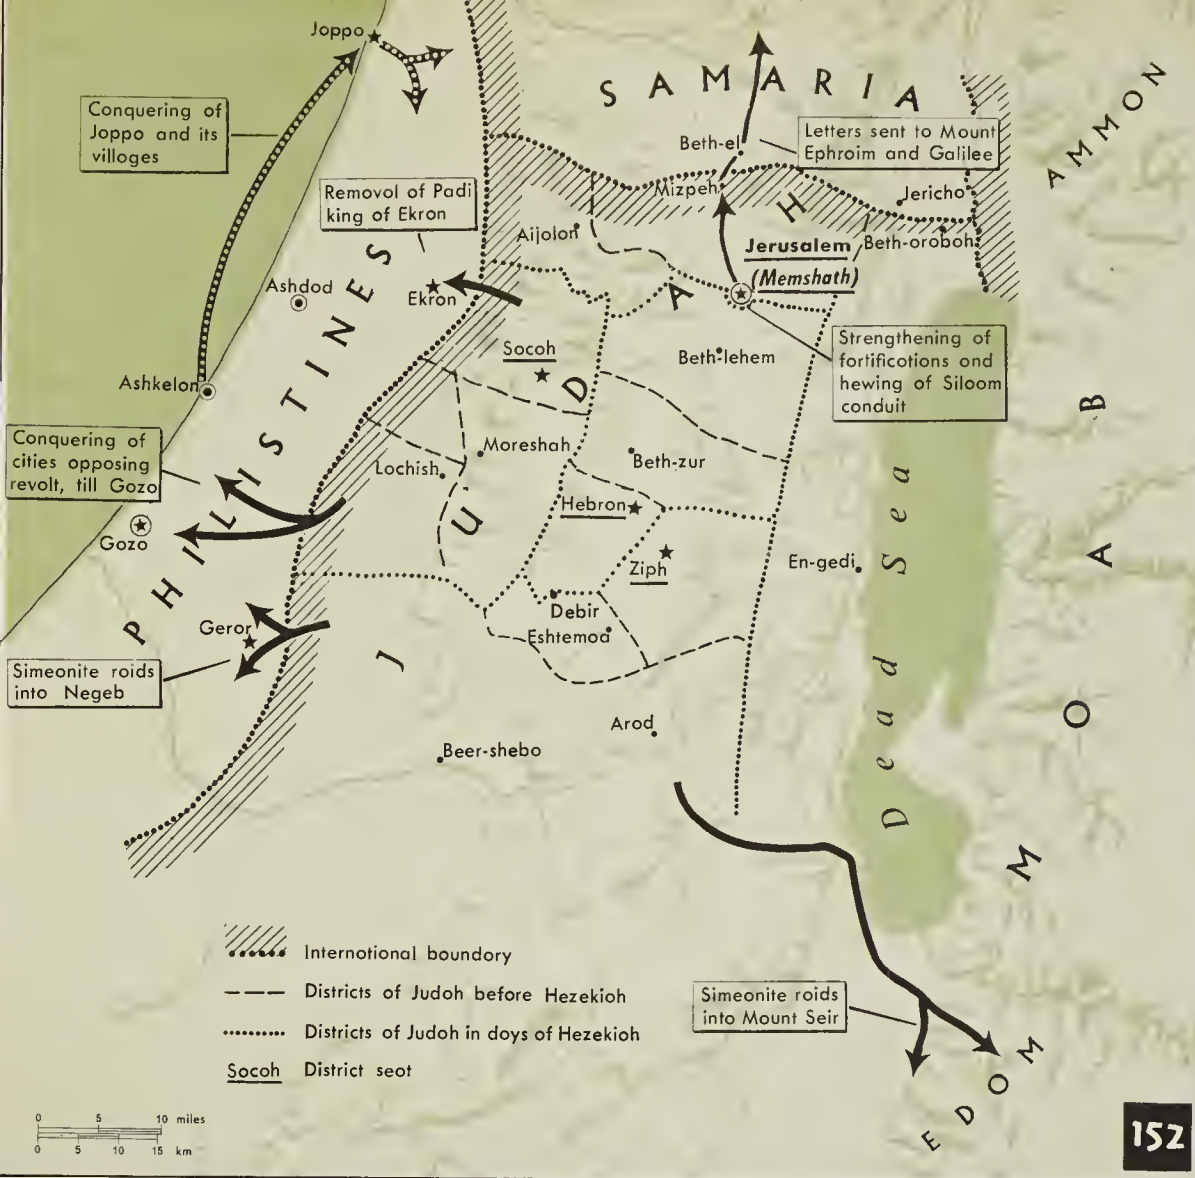 Joppo
Conquering of
Joppo and its
villoges
SAMARIA
AMMON
Beth-el
Letters sent to Mount
Ephroim and Galilee
Removol of Padi
king of Ekron
Mizpeh
Jericho
Aijolon
Jerusalem
(Memshath)
Beth-oroboh
Ashdod
Ekron
PHILISTINES
JUDAH
Socoh
Beth-lehem
Strengthening of
fortificotions ond
hewing of Siloom
conduit
Ashkelon
Conquering of
cities opposing
revolt, till Gozo
Moreshah
Lochish
Beth-zur
Hebron
Gozo
Ziph
En-gedi
Dead Sea
MOAB
Debir
Eshtemoa
Geror
Simeonite roids
into Negeb
Arod
Beer-shebo
Internotional boundary
Districts of Judoh before Hezekioh
Districts of Judoh in doys of Hezekioh
Socoh District seot
Simeonite roids
into Mount Seir
EDOM
0 5 10 miles
0 5 10 15 km
152